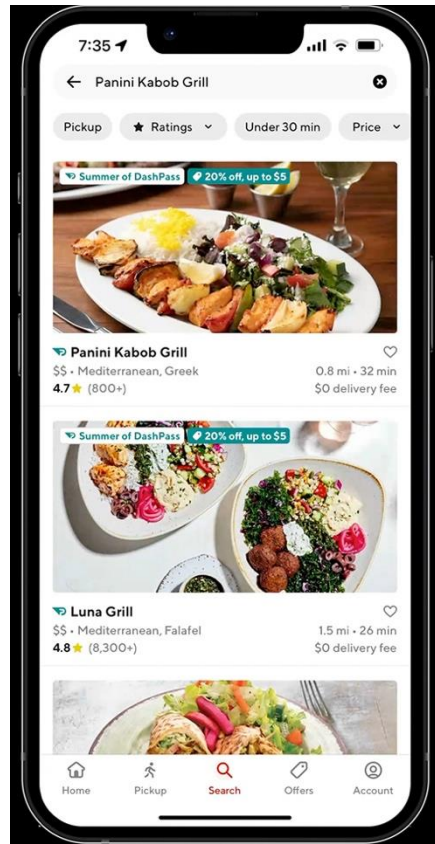 7:35
Panini Kabob Grill
Pickup
Ratings
Under 30 min
Price
Summer of DashPass
20% off, up to $5
Panini Kabob Grill
$$ • Mediterranean, Greek
0.8 mi • 32 min
4.7★ (800+)
$0 delivery fee
Summer of DashPass
20% off, up to $5
Luna Grill
$$ • Mediterranean, Falafel
1.5 mi • 26 min
4.8★ (8,300+)
$0 delivery fee
Home
Pickup
Search
Offers
Account